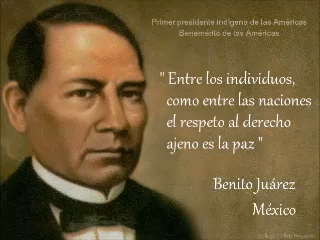 Primer presidente indígena de las Américas
Benemérito de las Américas
" Entre los individuos,
como entre las naciones
el respeto al derecho
ajeno es la paz "
Benito Juárez
México